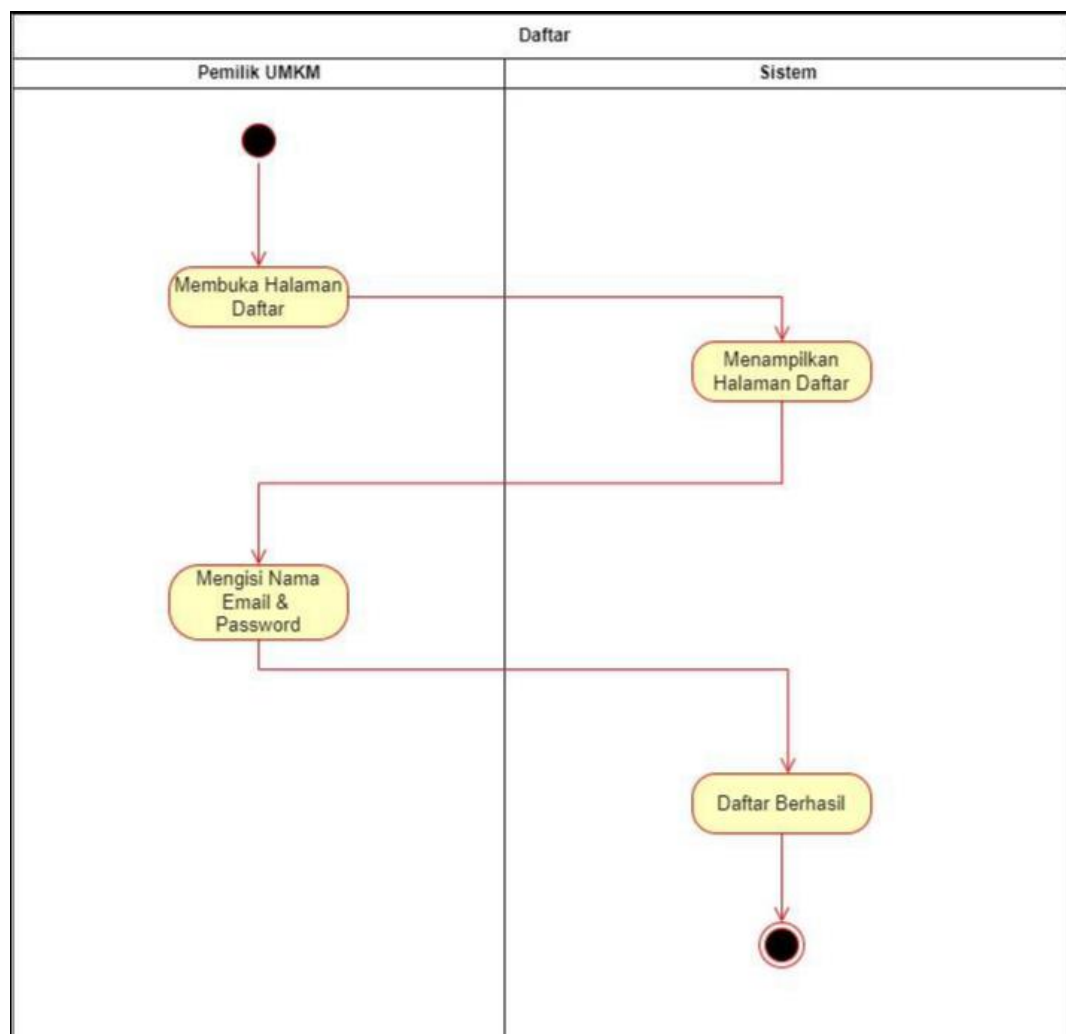 Daftar
Pemilik UMKM
Sistem
Membuka Halaman
Daftar
Menampilkan
Halaman Daftar
Mengisi Nama
Email &
Password
Daftar Berhasil